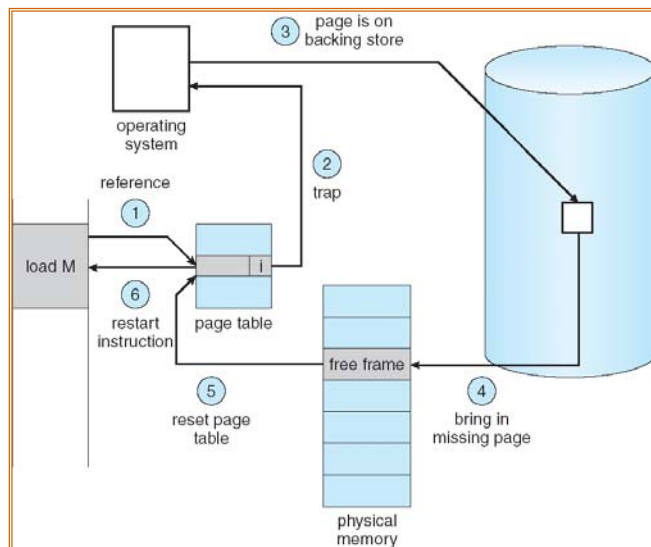 3
page is on
backing store
operating
system
2
trap
reference
1
load M
i
6
restart
instruction
page table
free frame
5
reset page
table
4
bring in
missing page
physical
memory